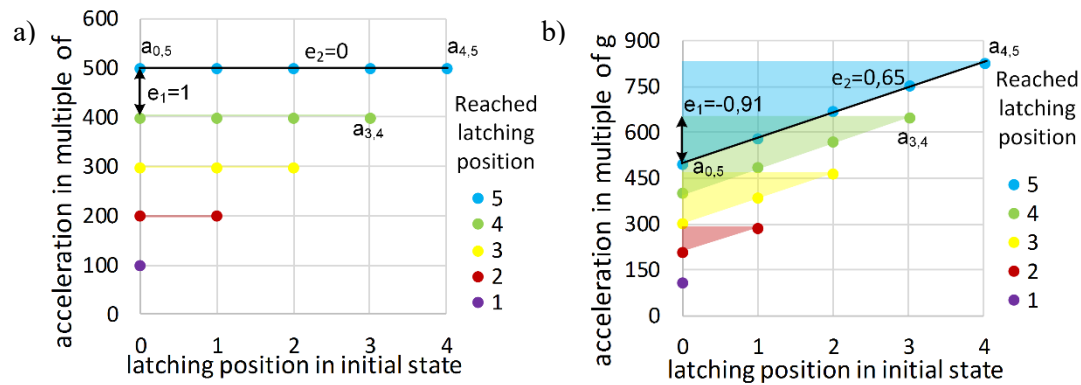 a)
acceleration in multiple of
600
500
400
300
200
100
0
a0,5
e2=0
a4,5
e1=1
a3,4
0 1 2 3 4
latching position in initial state
Reached
latching
position
5
4
3
2
1
b)
acceleration in multiple of g
900
750
600
450
300
150
0
a4,5
e2=0,65
e1=-0,91
a0,5
a3,4
0 1 2 3 4
latching position in initial state
Reached
latching
position
5
4
3
2
1